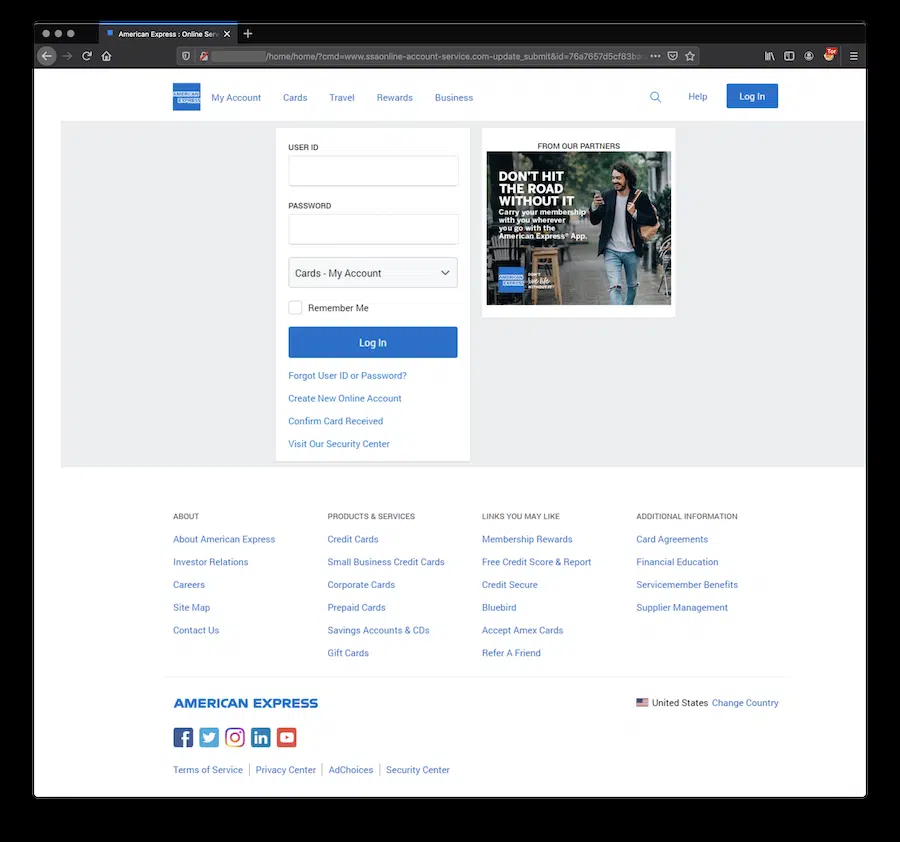 American Express : Online Ser
Tor
/home/home/?cmd=www.ssaonline-account-service.com-update_submit&id=76a7657d5cf83b
AMERICAN EXPRESS
My Account
Cards
Travel
Rewards
Business
Help
Log In
USER ID
PASSWORD
Cards - My Account
Remember Me
Log In
Forgot User ID or Password?
Create New Online Account
Confirm Card Received
Visit Our Security Center
FROM OUR PARTNERS
DON'T HIT
THE ROAD
WITHOUT IT
Carry your membership
with you wherever
you go with the
American Express® App.
AMERICAN EXPRESS
DON'T
live life
WITHOUT IT
ABOUT
About American Express
Investor Relations
Careers
Site Map
Contact Us
PRODUCTS & SERVICES
Credit Cards
Small Business Credit Cards
Corporate Cards
Prepaid Cards
Savings Accounts & CDs
Gift Cards
LINKS YOU MAY LIKE
Membership Rewards
Free Credit Score & Report
Credit Secure
Bluebird
Accept Amex Cards
Refer A Friend
ADDITIONAL INFORMATION
Card Agreements
Financial Education
Servicemember Benefits
Supplier Management
AMERICAN EXPRESS
United States Change Country
Terms of Service
Privacy Center
AdChoices
Security Center